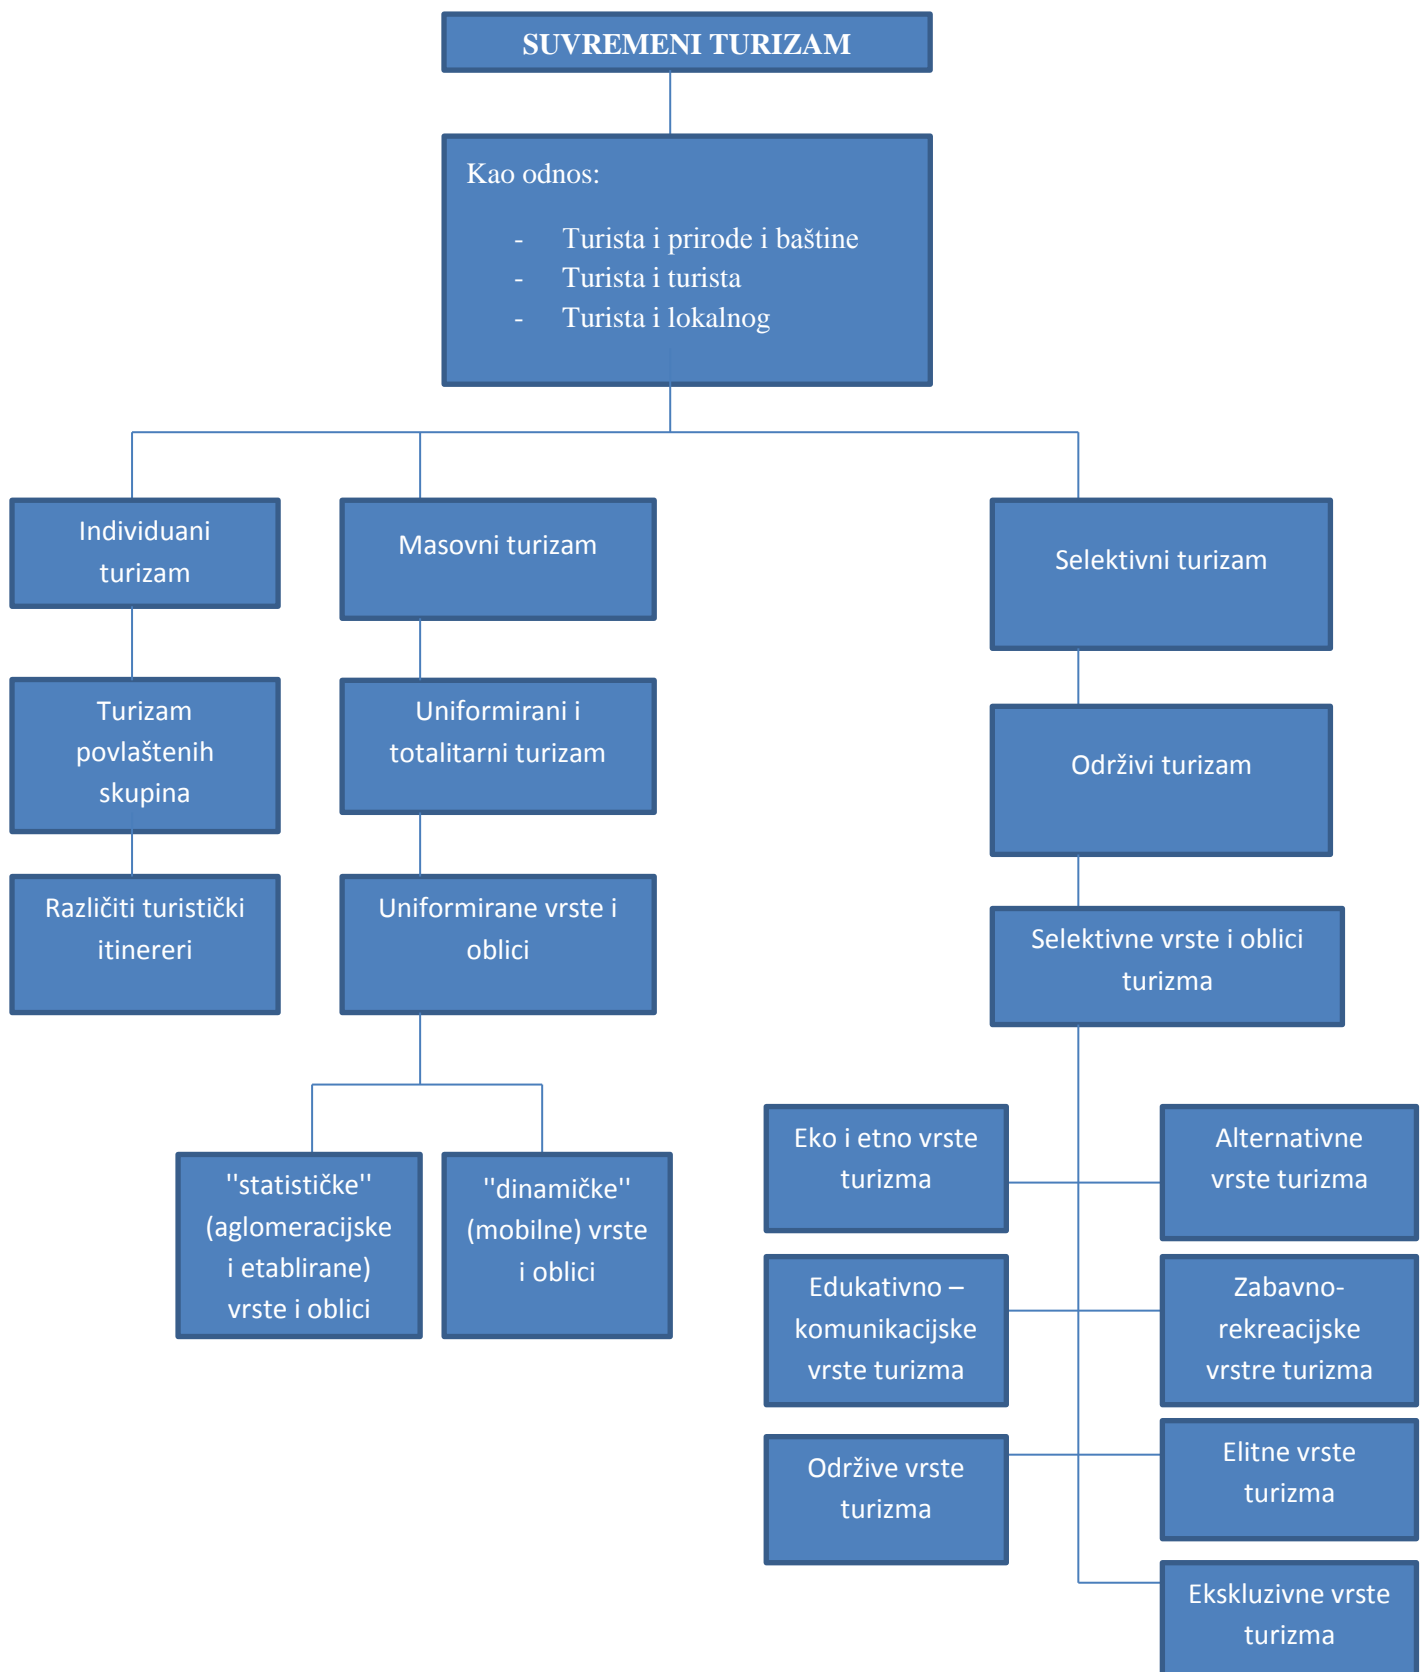 SUVREMENI TURIZAM
Kao odnos:
- Turista i prirode i baštine
- Turista i turista
- Turista i lokalnog
Individuani
turizam
Masovni turizam
Selektivni turizam
Turizam
povlaštenih
skupina
Uniformirani i
totalitarni turizam
Održivi turizam
Različiti turistički
itinereri
Uniformirane vrste i
oblici
Selektivne vrste i oblici
turizma
''statističke''
(aglomeracijske
i etablirane)
vrste i oblici
''dinamičke''
(mobilne) vrste
i oblici
Eko i etno vrste
turizma
Alternativne
vrste turizma
Edukativno –
komunikacijske
vrste turizma
Zabavno-
rekreacijske
vrstre turizma
Održive vrste
turizma
Elitne vrste
turizma
Ekskluzivne vrste
turizma